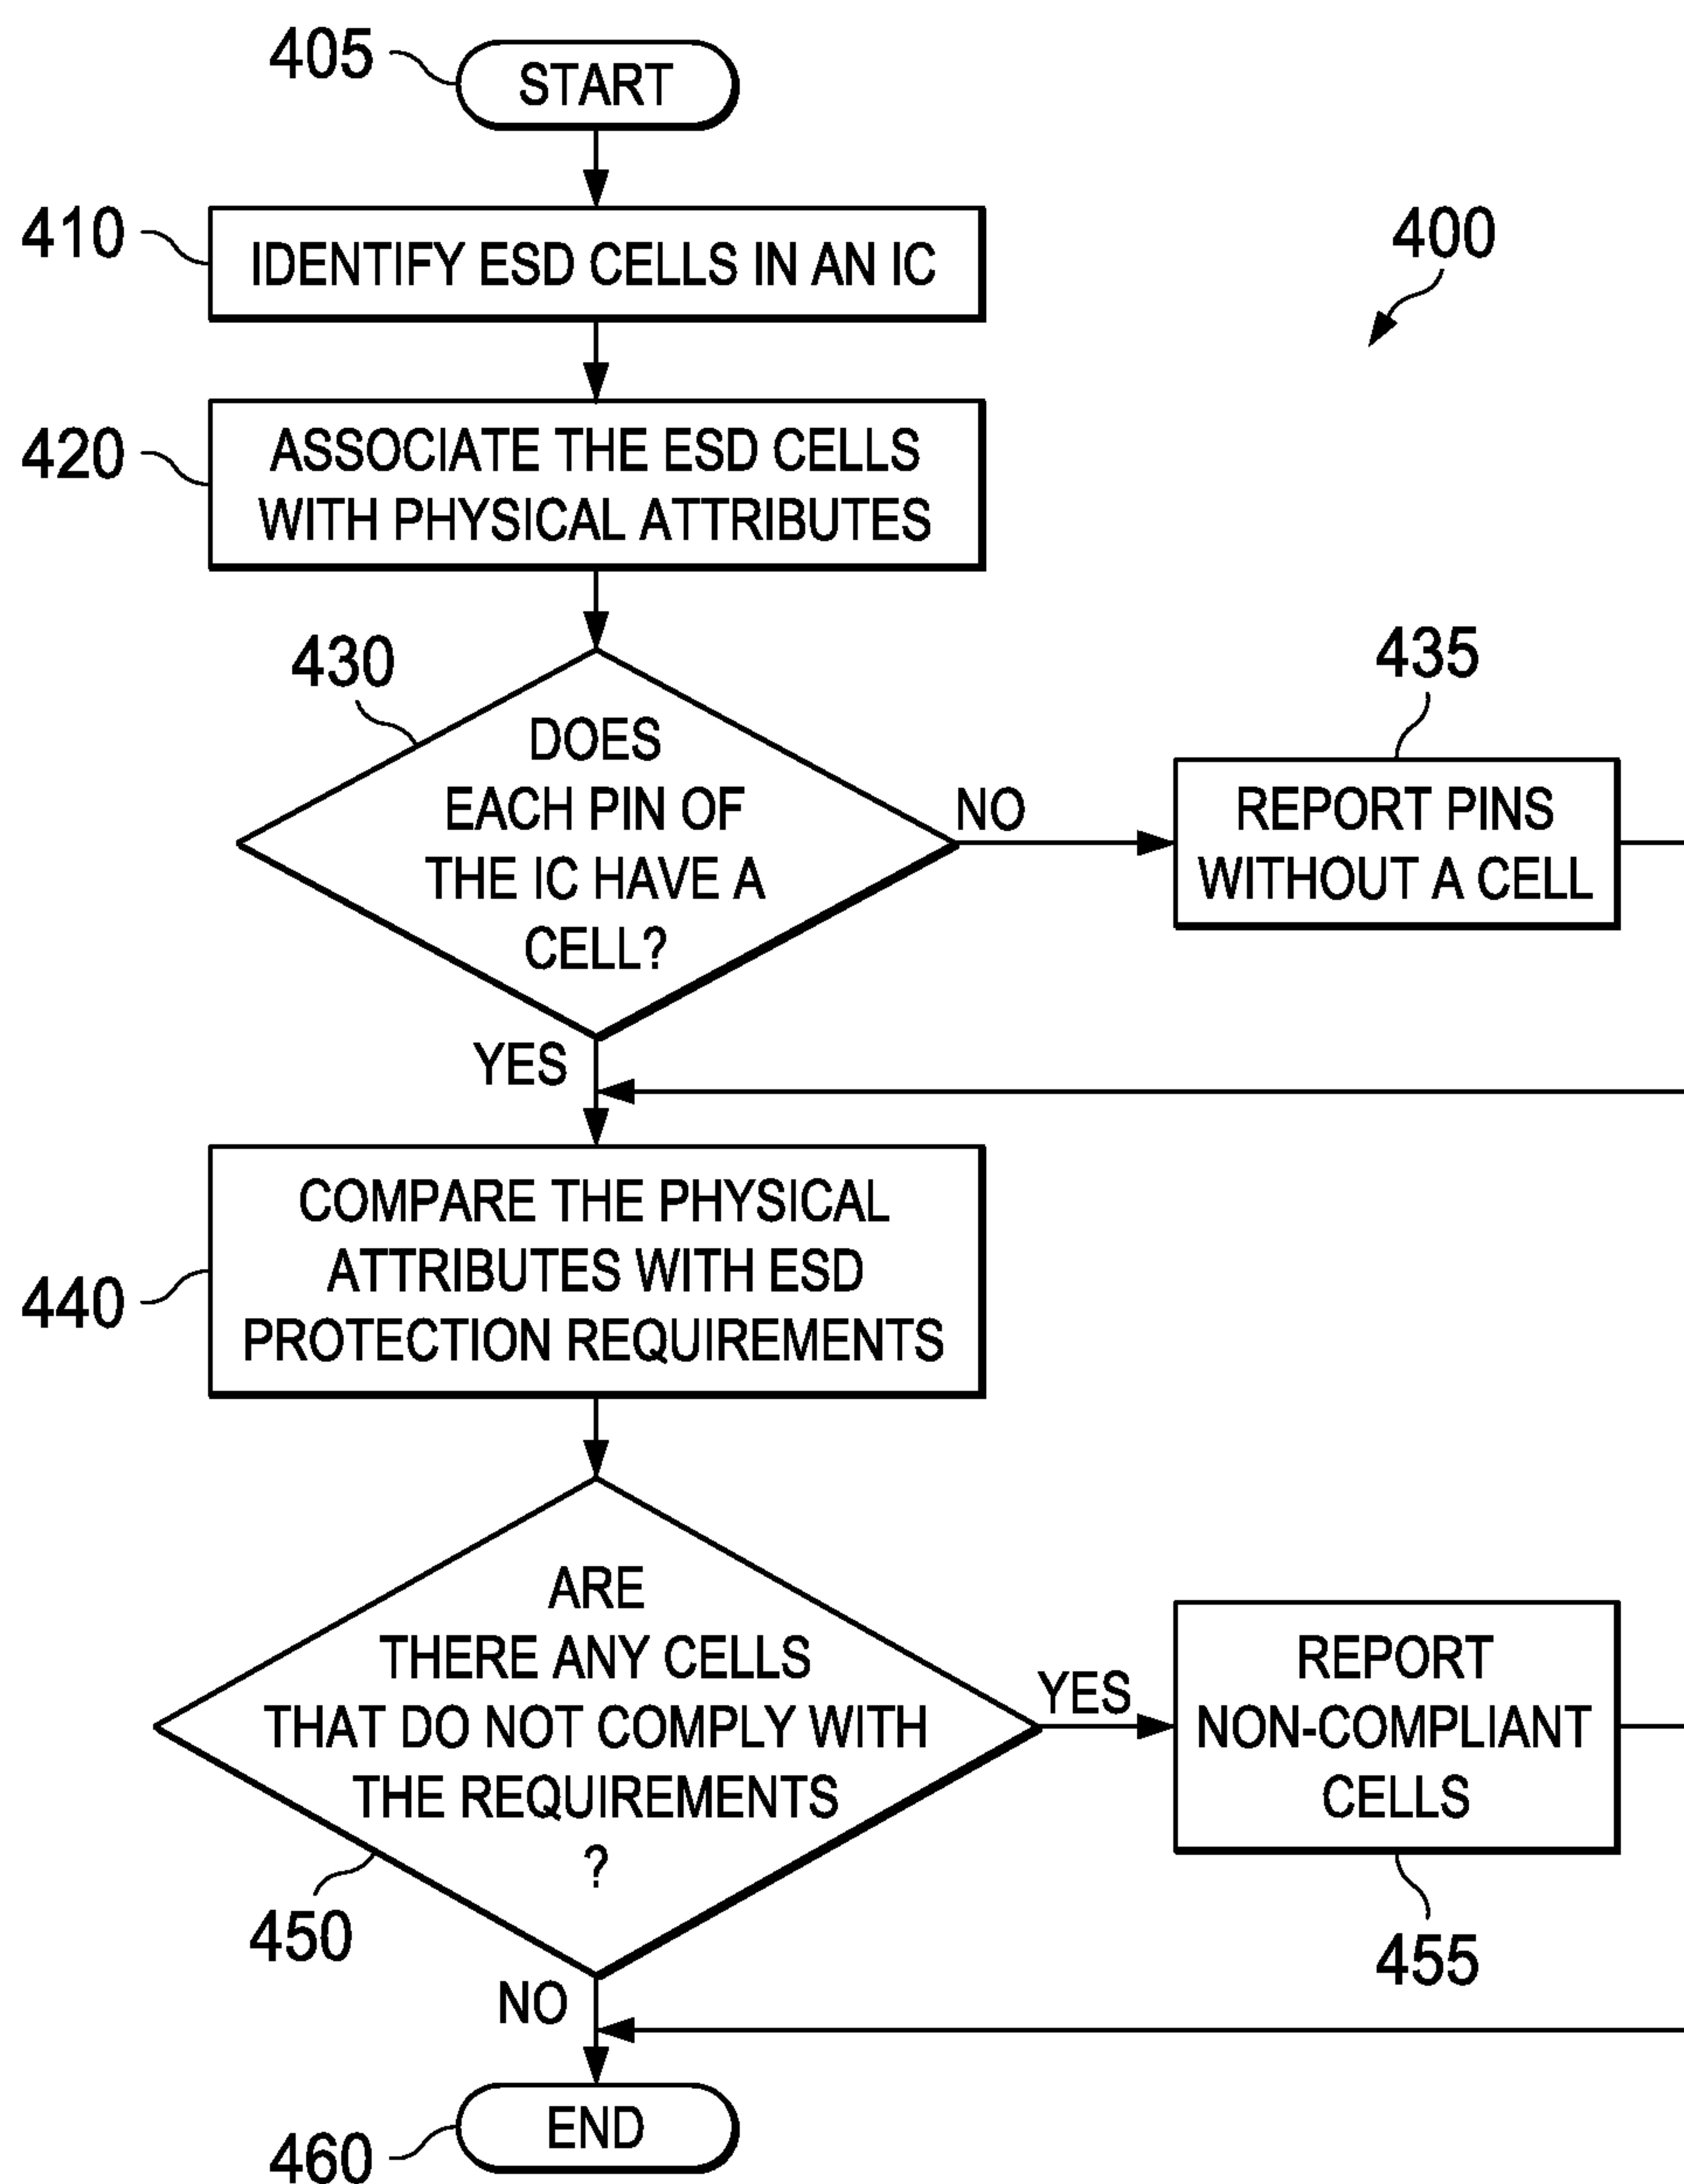 405
START
410
IDENTIFY ESD CELLS IN AN IC
400
420
ASSOCIATE THE ESD CELLS
WITH PHYSICAL ATTRIBUTES
430
DOES
EACH PIN OF
THE IC HAVE A
CELL?
NO
435
REPORT PINS
WITHOUT A CELL
YES
440
COMPARE THE PHYSICAL
ATTRIBUTES WITH ESD
PROTECTION REQUIREMENTS
450
ARE
THERE ANY CELLS
THAT DO NOT COMPLY WITH
THE REQUIREMENTS
?
YES
REPORT
NON-COMPLIANT
CELLS
455
NO
460
END